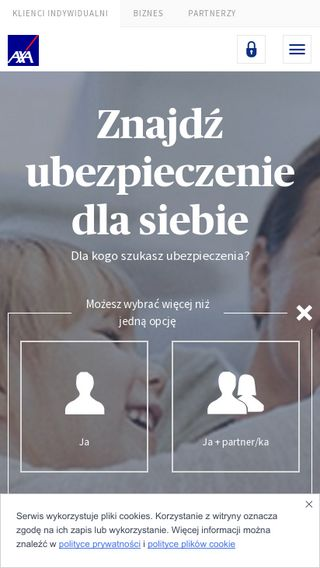 KLIENCI INDYWIDUALNI BIZNES PARTNERZY
AXA
Znajdź
ubezpieczenie
dla siebie
Dla kogo szukasz ubezpieczenia?
Możesz wybrać więcej niż
jedną opcję
Ja
Ja + partner/ka
Serwis wykorzystuje pliki cookies. Korzystanie z witryny oznacza
zgodę na ich zapis lub wykorzystanie. Więcej informacji można
znaleźć w polityce prywatności i polityce plików cookie